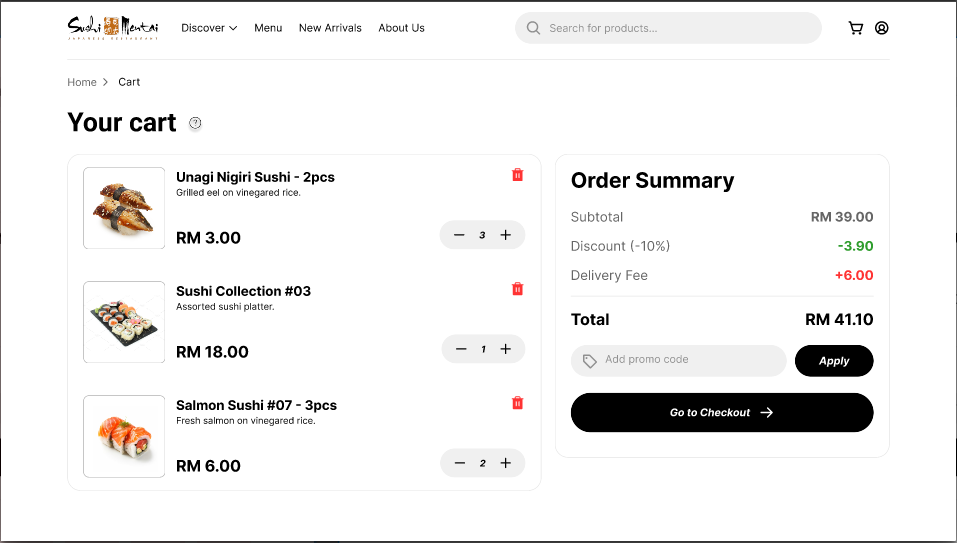 Sushi Mentai
JAPANESE RESTAURANT
Discover
Menu
New Arrivals
About Us
Search for products...
Home > Cart
Your cart ?
Unagi Nigiri Sushi - 2pcs
Grilled eel on vinegared rice.
RM 3.00
− 3 +
Sushi Collection #03
Assorted sushi platter.
RM 18.00
− 1 +
Salmon Sushi #07 - 3pcs
Fresh salmon on vinegared rice.
RM 6.00
− 2 +
Order Summary
Subtotal RM 39.00
Discount (-10%) -3.90
Delivery Fee +6.00
Total RM 41.10
Add promo code
Apply
Go to Checkout →